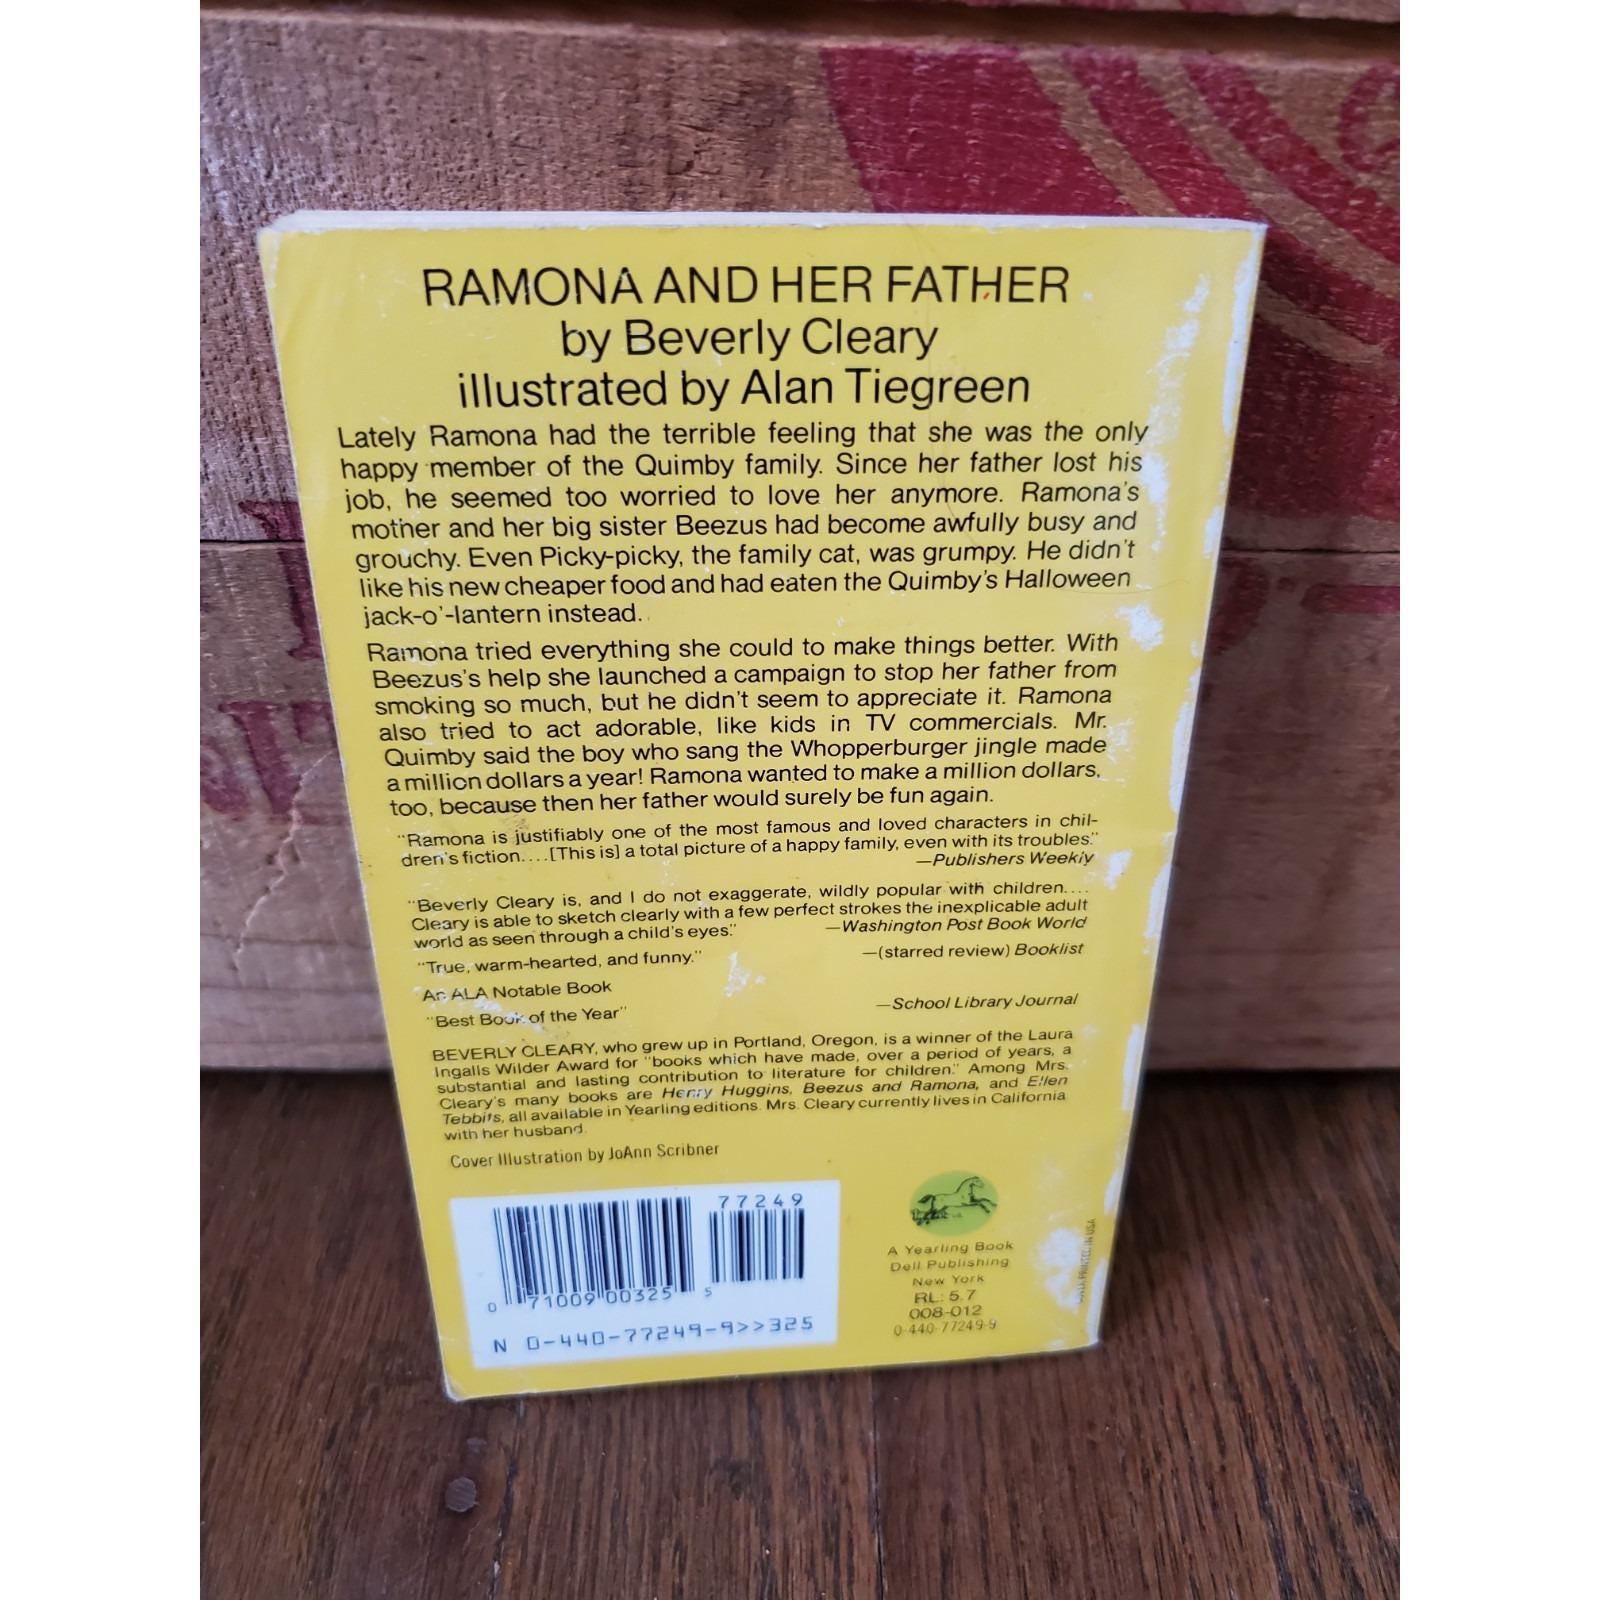 RAMONA AND HER FATHER
by Beverly Cleary
illustrated by Alan Tiegreen
Lately Ramona had the terrible feeling that she was the only
happy member of the Quimby family. Since her father lost his
job, he seemed too worried to love her anymore. Ramona's
mother and her big sister Beezus had become awfully busy and
grouchy. Even Picky-picky, the family cat, was grumpy. He didn't
like his new cheaper food and had eaten the Quimby's Halloween
jack-o'-lantern instead.
Ramona tried everything she could to make things better. With
Beezus's help she launched a campaign to stop her father from
smoking so much, but he didn't seem to appreciate it. Ramona
also tried to act adorable, like kids in TV commercials. Mr.
Quimby said the boy who sang the Whopperburger jingle made
a million dollars a year! Ramona wanted to make a million dollars,
too, because then her father would surely be fun again.
"Ramona is justifiably one of the most famous and loved characters in chil-
dren's fiction....[This is] a total picture of a happy family, even with its troubles."
—Publishers Weekly
"Beverly Cleary is, and I do not exaggerate, wildly popular with children....
Cleary is able to sketch clearly with a few perfect strokes the inexplicable adult
world as seen through a child's eyes." —Washington Post Book World
"True, warm-hearted, and funny." —(starred review) Booklist
An ALA Notable Book
"Best Book of the Year" —School Library Journal
BEVERLY CLEARY, who grew up in Portland, Oregon, is a winner of the Laura
Ingalls Wilder Award for "books which have made, over a period of years, a
substantial and lasting contribution to literature for children." Among Mrs.
Cleary's many books are Henry Huggins, Beezus and Ramona, and Ellen
Tebbits, all available in Yearling editions. Mrs. Cleary currently lives in California
with her husband.
Cover Illustration by JoAnn Scribner
77249
0 71009 00325 5
N 0-440-77249-9>>325
A Yearling Book
Dell Publishing
New York
RL: 5.7
008-012
0-440-77249-9
PRINTED IN USA